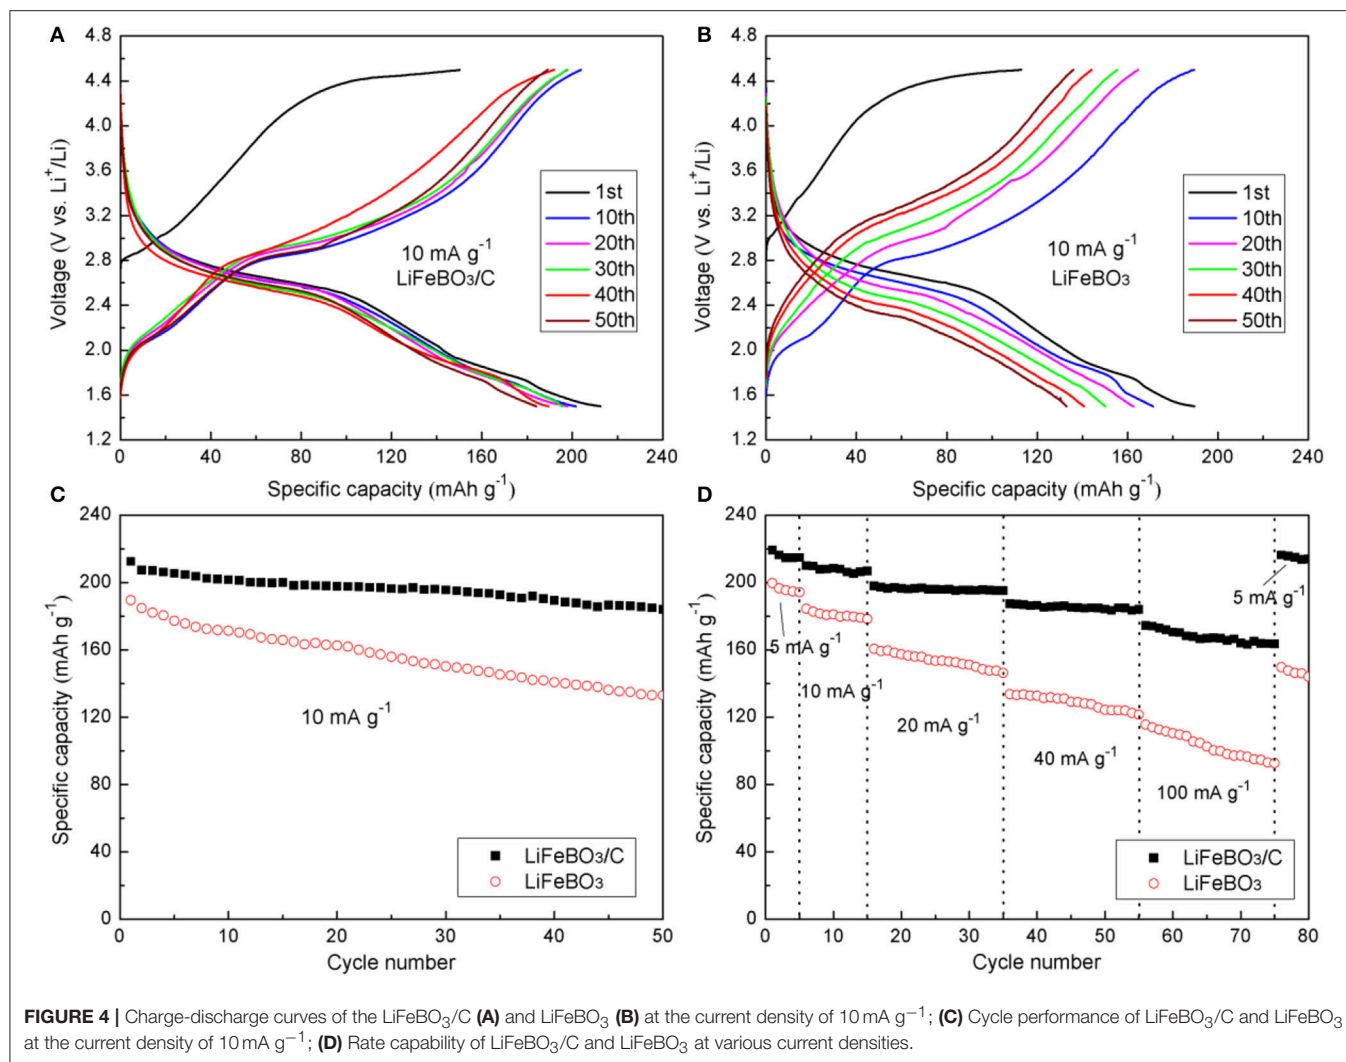 A
4.8
4.4
4.0
3.6
3.2
2.8
2.4
2.0
1.6
1.2
Voltage (V vs. Li⁺/Li)
0 40 80 120 160 200 240
Specific capacity (mAh g⁻¹)
10 mA g⁻¹
LiFeBO₃/C
1st
10th
20th
30th
40th
50th
B
4.8
4.4
4.0
3.6
3.2
2.8
2.4
2.0
1.6
1.2
Voltage (V vs. Li⁺/Li)
0 40 80 120 160 200 240
Specific capacity (mAh g⁻¹)
10 mA g⁻¹
LiFeBO₃
1st
10th
20th
30th
40th
50th
C
240
200
160
120
80
40
0
Specific capacity (mAh g⁻¹)
0 10 20 30 40 50
Cycle number
10 mA g⁻¹
LiFeBO₃/C
LiFeBO₃
D
240
200
160
120
80
40
0
Specific capacity (mAh g⁻¹)
0 10 20 30 40 50 60 70 80
Cycle number
5 mA g⁻¹
10 mA g⁻¹
20 mA g⁻¹
40 mA g⁻¹
100 mA g⁻¹
5 mA g⁻¹
LiFeBO₃/C
LiFeBO₃
FIGURE 4 | Charge-discharge curves of the LiFeBO₃/C (A) and LiFeBO₃ (B) at the current density of 10 mA g⁻¹; (C) Cycle performance of LiFeBO₃/C and LiFeBO₃
at the current density of 10 mA g⁻¹; (D) Rate capability of LiFeBO₃/C and LiFeBO₃ at various current densities.